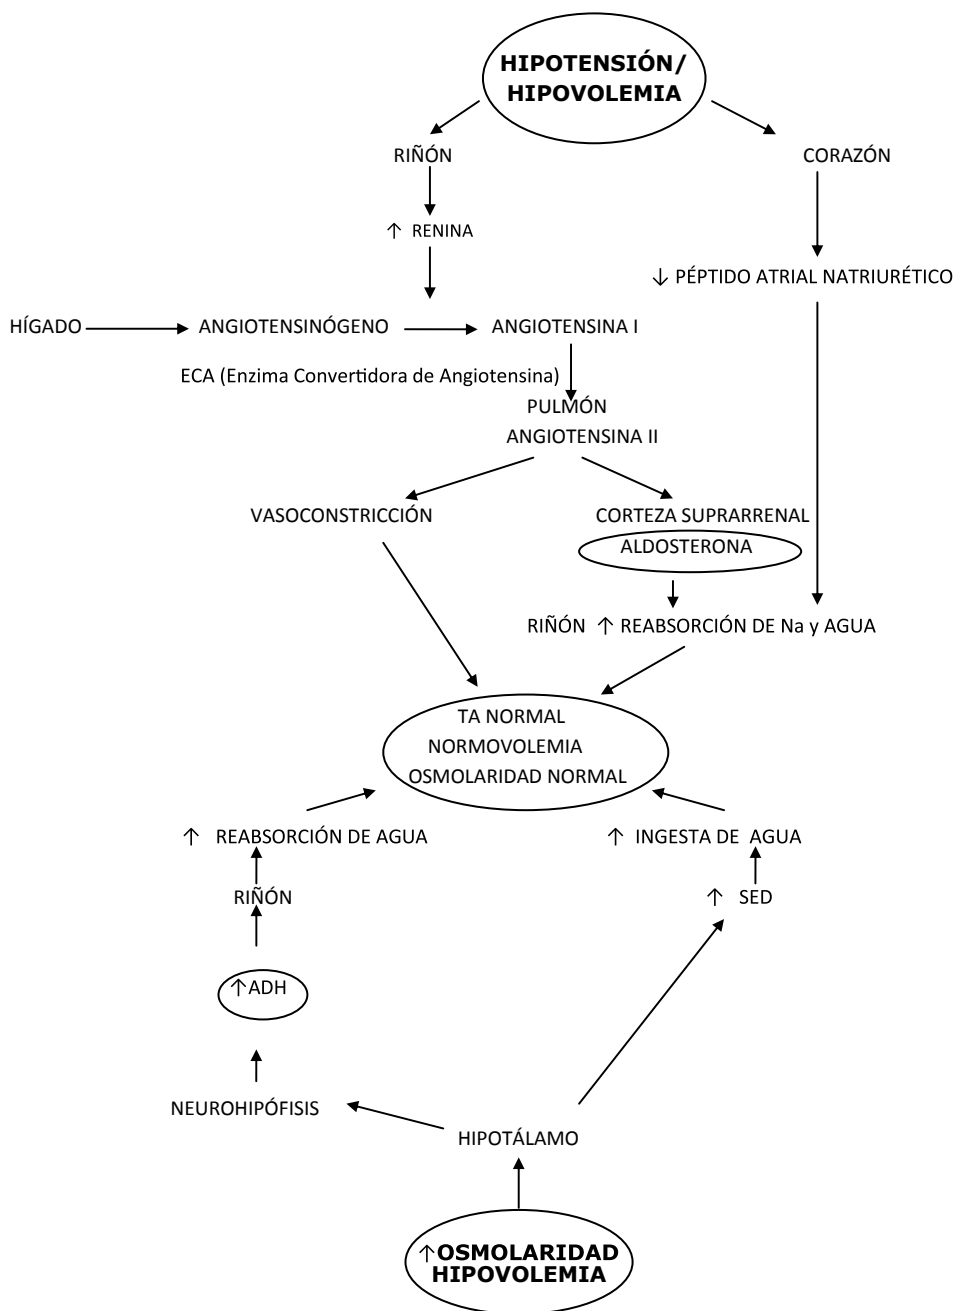 HIPOTENSIÓN/
HIPOVOLEMIA
RIÑÓN
CORAZÓN
↑ RENINA
↓ PÉPTIDO ATRIAL NATRIURÉTICO
HÍGADO
ANGIOTENSINÓGENO
ANGIOTENSINA I
ECA (Enzima Convertidora de Angiotensina)
PULMÓN
ANGIOTENSINA II
VASOCONSTRICCIÓN
CORTEZA SUPRARRENAL
ALDOSTERONA
RIÑÓN ↑ REABSORCIÓN DE Na y AGUA
TA NORMAL
NORMOVOLEMIA
OSMOLARIDAD NORMAL
↑ REABSORCIÓN DE AGUA
↑ INGESTA DE AGUA
RIÑÓN
↑ SED
↑ADH
NEUROHIPÓFISIS
HIPOTÁLAMO
↑OSMOLARIDAD
HIPOVOLEMIA